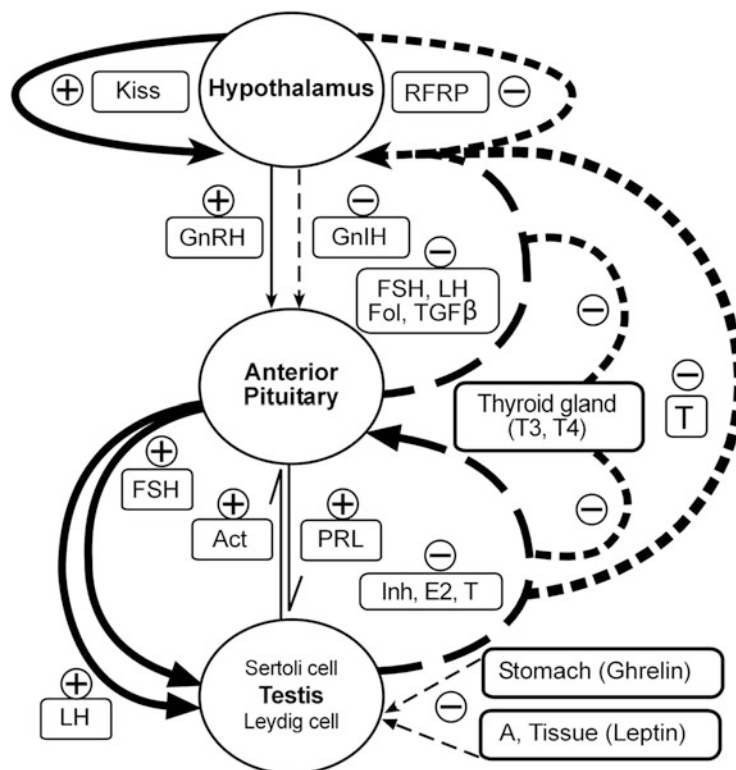 Hypothalamus
+
Kiss
RFRP
−
+
GnRH
−
GnIH
−
FSH, LH
Fol, TGFβ
−
Anterior
Pituitary
Thyroid gland
(T3, T4)
−
T
+
FSH
+
Act
+
PRL
−
−
Inh, E2, T
Sertoli cell
Testis
Leydig cell
+
LH
Stomach (Ghrelin)
−
A, Tissue (Leptin)